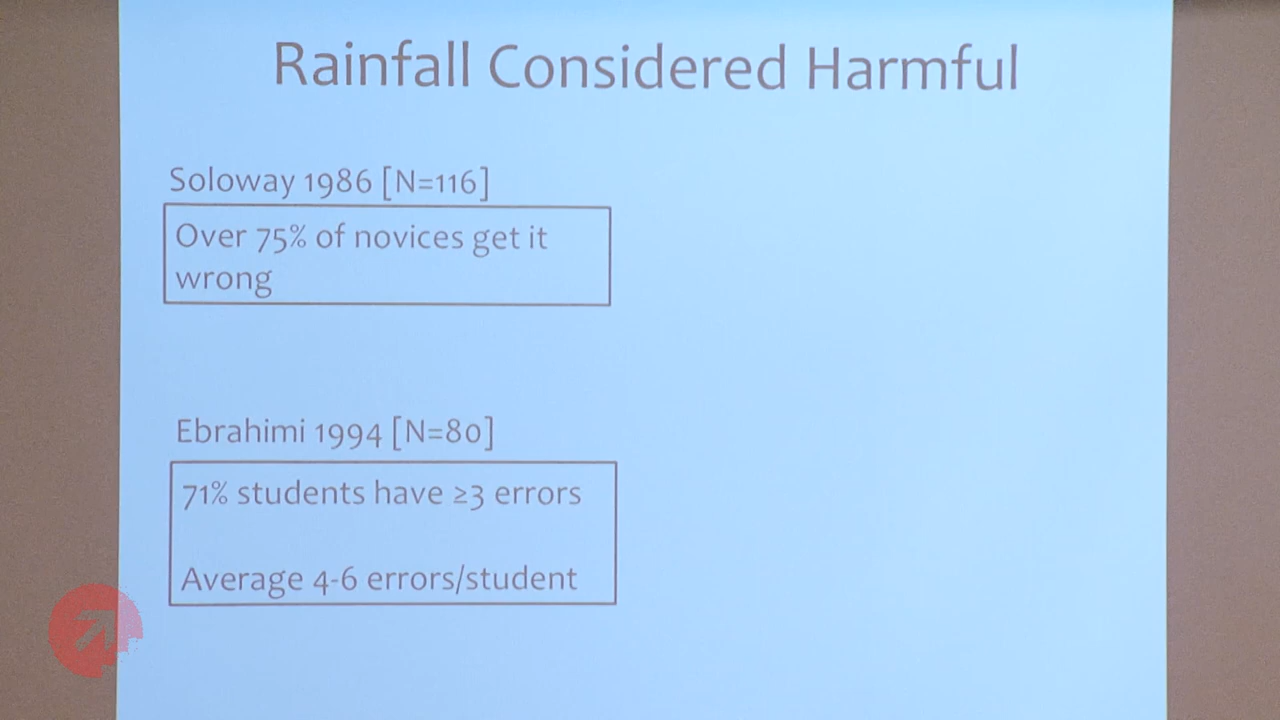 Rainfall Considered Harmful
Soloway 1986 [N=116]
Over 75% of novices get it
wrong
Ebrahimi 1994 [N=80]
71% students have ≥3 errors
Average 4-6 errors/student